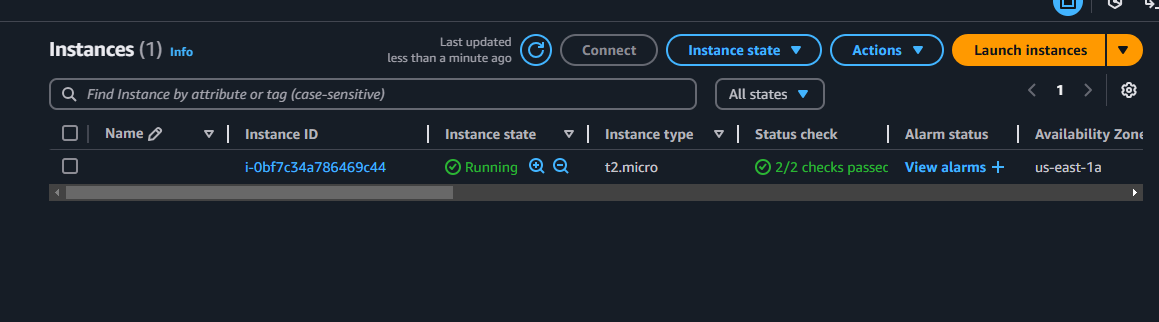 Instances (1) Info
Last updated
less than a minute ago
Connect
Instance state
Actions
Launch instances
Find Instance by attribute or tag (case-sensitive)
All states
1
Name Instance ID Instance state Instance type Status check Alarm status Availability Zone
i-0bf7c34a786469c44 Running t2.micro 2/2 checks passed View alarms + us-east-1a